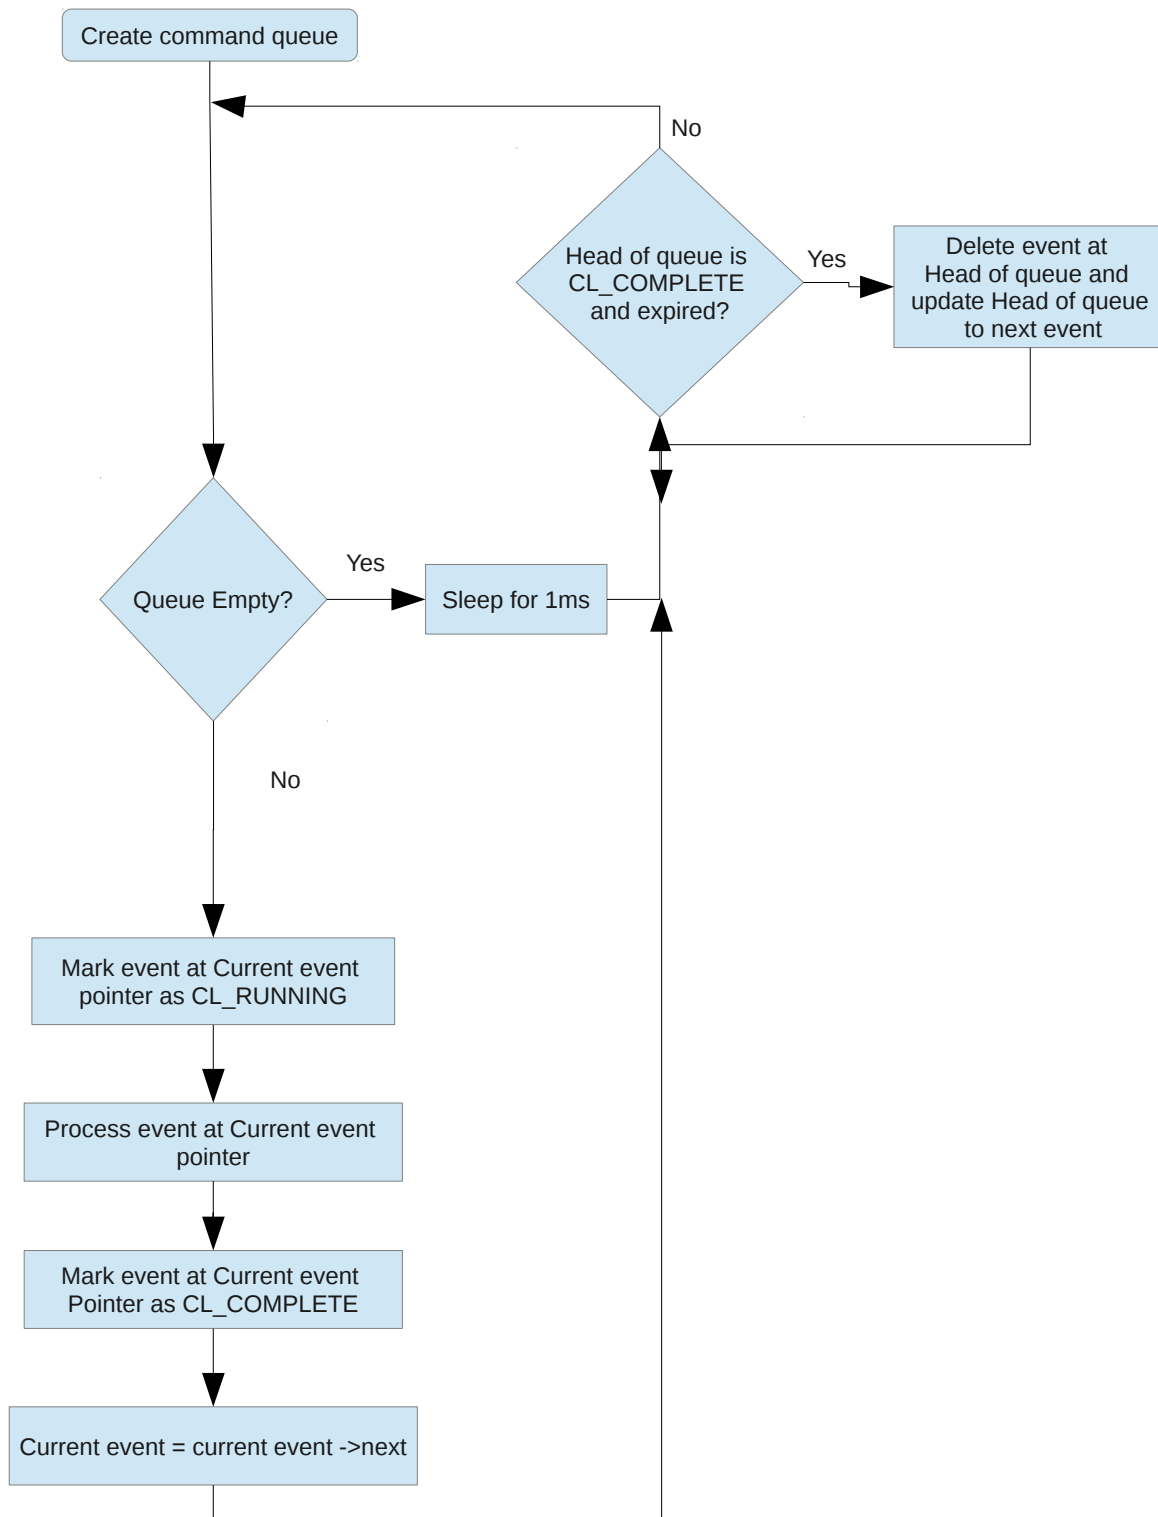 Create command queue
No
Head of queue is
CL_COMPLETE
and expired?
Yes
Delete event at
Head of queue and
update Head of queue
to next event
Queue Empty?
Yes
Sleep for 1ms
No
Mark event at Current event
pointer as CL_RUNNING
Process event at Current event
pointer
Mark event at Current event
Pointer as CL_COMPLETE
Current event = current event ->next